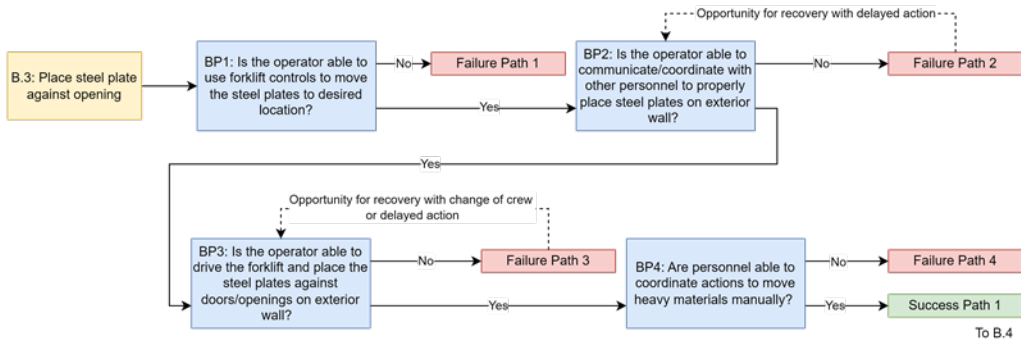 Opportunity for recovery with delayed action
B.3: Place steel plate
against opening
BP1: Is the operator able to
use forklift controls to move
the steel plates to desired
location?
No
Failure Path 1
Yes
BP2: Is the operator able to
communicate/coordinate with
other personnel to properly
place steel plates on exterior
wall?
No
Failure Path 2
Yes
Opportunity for recovery with change of crew
or delayed action
BP3: Is the operator able to
drive the forklift and place the
steel plates against
doors/openings on exterior
wall?
No
Failure Path 3
Yes
BP4: Are personnel able to
coordinate actions to move
heavy materials manually?
No
Failure Path 4
Yes
Success Path 1
To B.4